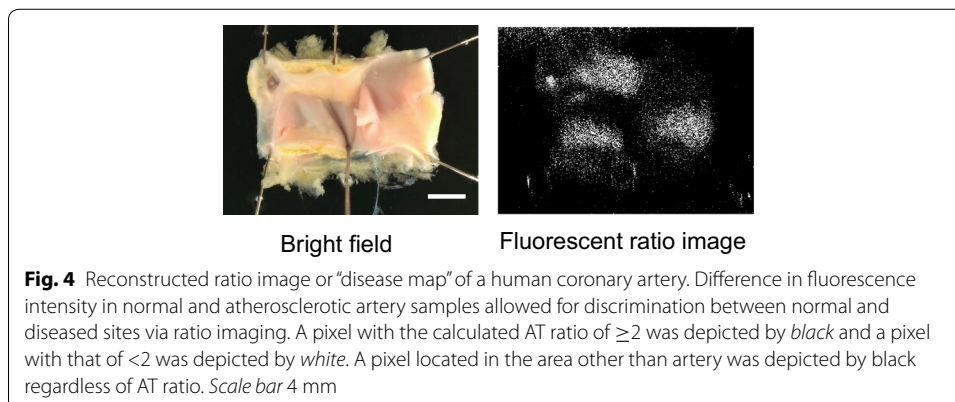 Bright field
Fluorescent ratio image
Fig. 4 Reconstructed ratio image or “disease map” of a human coronary artery. Difference in fluorescence
intensity in normal and atherosclerotic artery samples allowed for discrimination between normal and
diseased sites via ratio imaging. A pixel with the calculated AT ratio of ≥2 was depicted by black and a pixel
with that of <2 was depicted by white. A pixel located in the area other than artery was depicted by black
regardless of AT ratio. Scale bar 4 mm